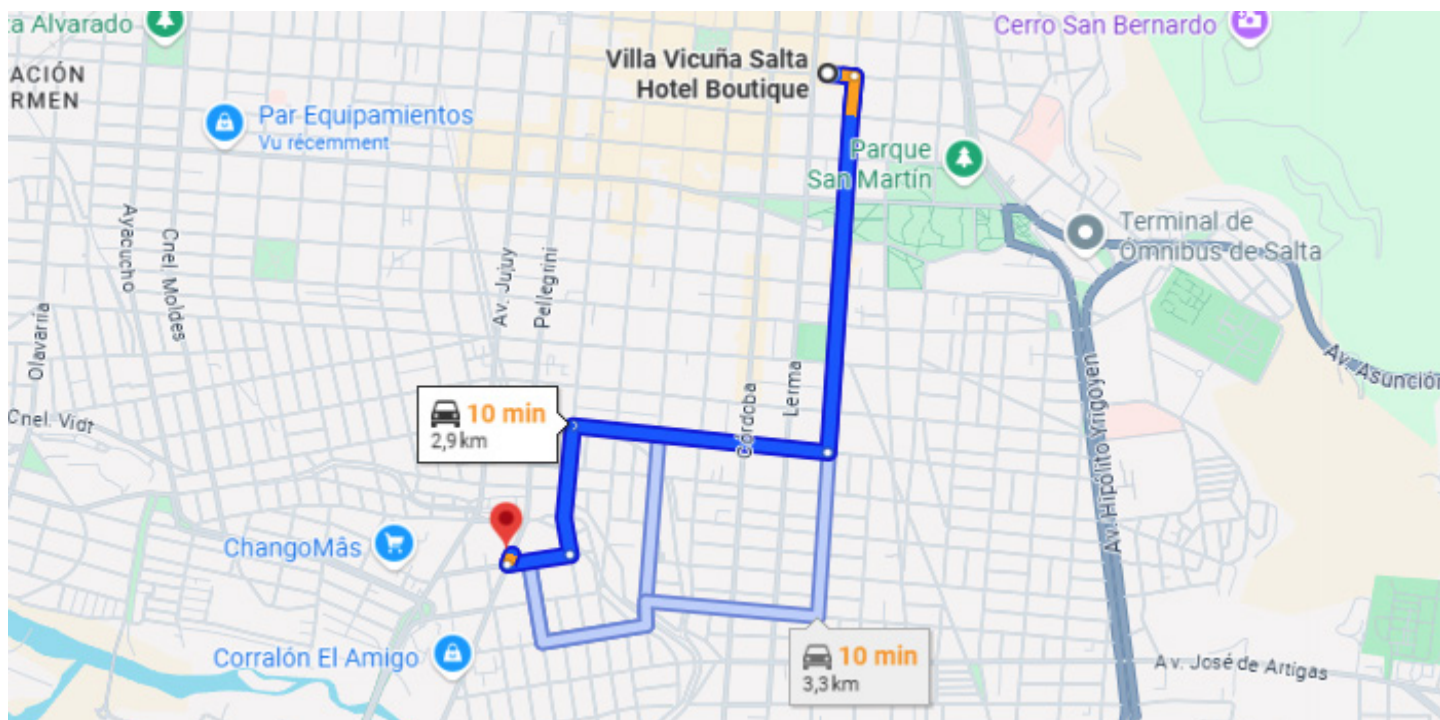 a Alvarado
Cerro San Bernardo
ACIÓN
RMEN
Villa Vicuña Salta
Hotel Boutique
Par Equipamientos
Vu récemment
Parque
San Martín
Terminal de
Ómnibus de Salta
Ayacucho
Cnel. Moldes
Av. Jujuy
Pellegrini
Olavarría
Av. Asunción
Av. Hipólito Yrigoyen
Córdoba
Lerma
Cnel. Vidt
10 min
2,9 km
ChangoMâs
Corralón El Amigo
10 min
3,3 km
Av. José de Artigas